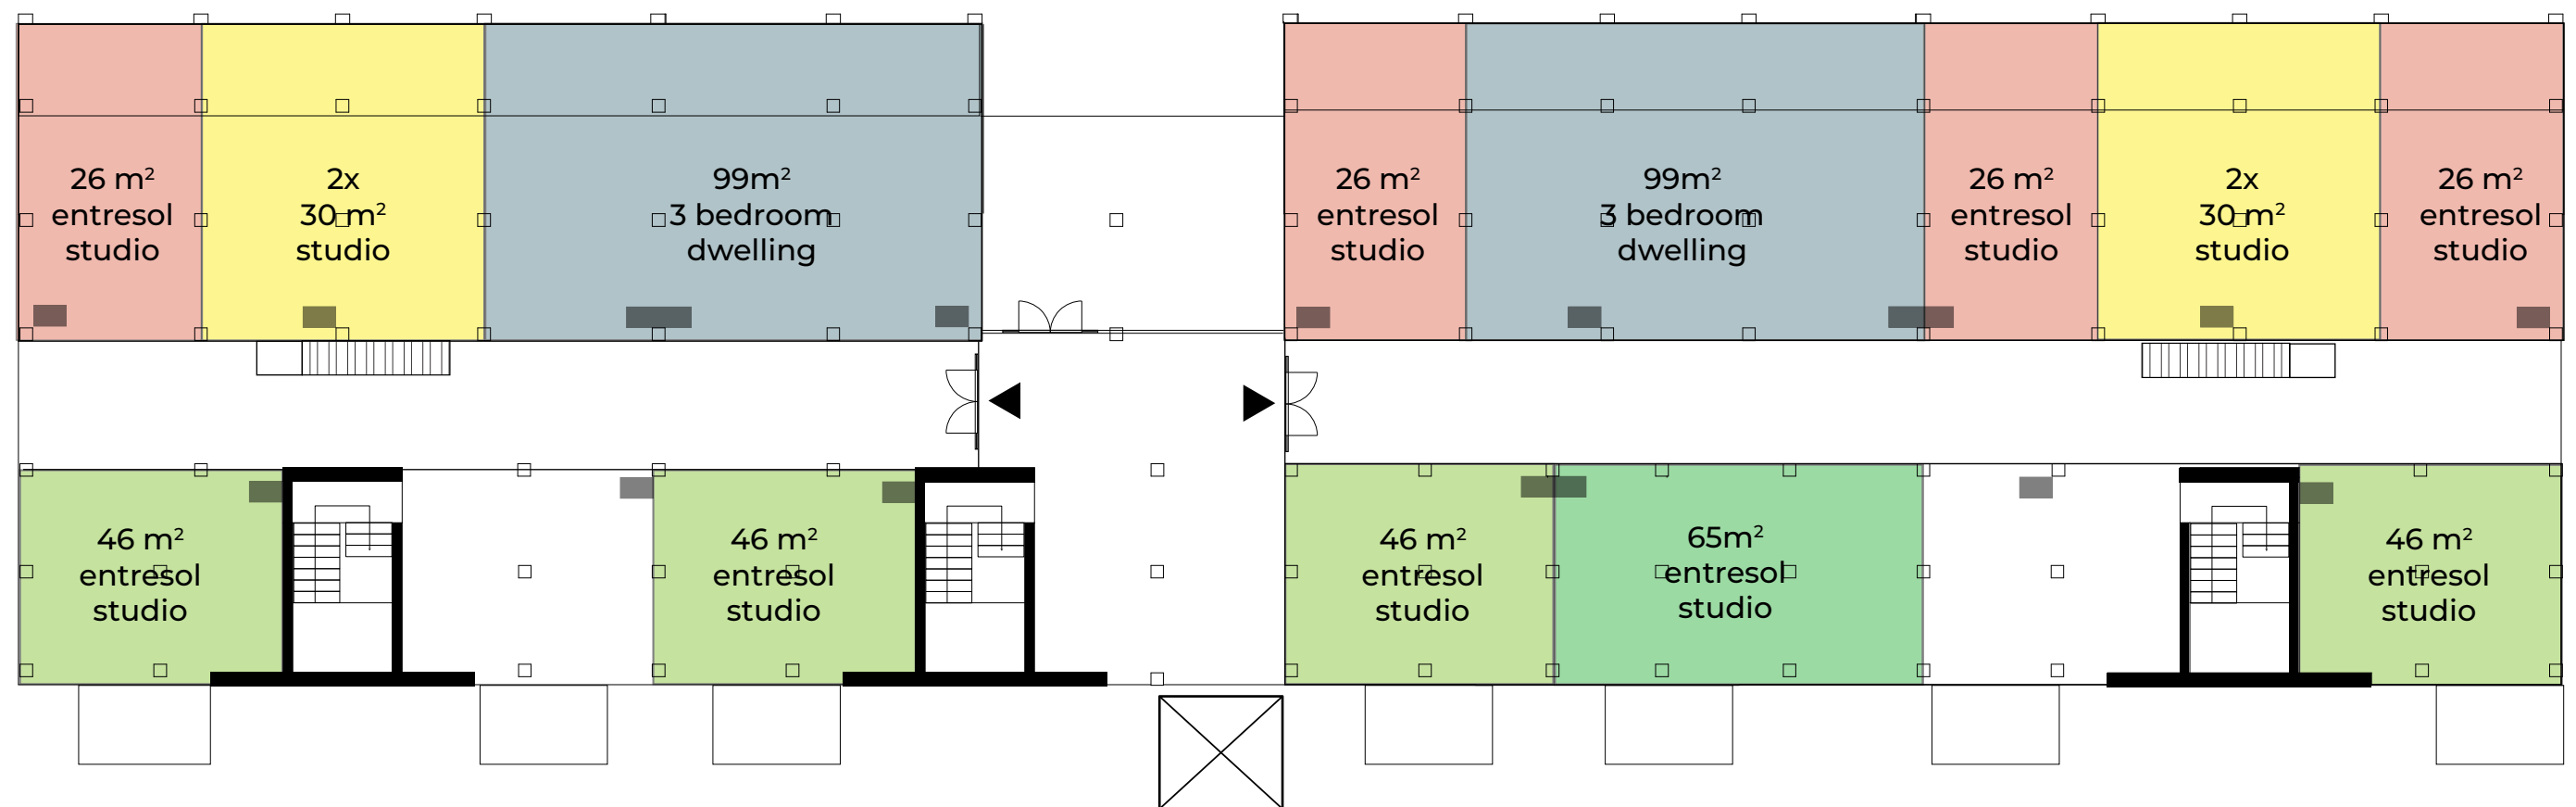 26 m²
entresol
studio
2x
30 m²
studio
99m²
3 bedroom
dwelling
26 m²
entresol
studio
99m²
3 bedroom
dwelling
26 m²
entresol
studio
2x
30 m²
studio
26 m²
entresol
studio
46 m²
entresol
studio
46 m²
entresol
studio
46 m²
entresol
studio
65m²
entresol
studio
46 m²
entresol
studio